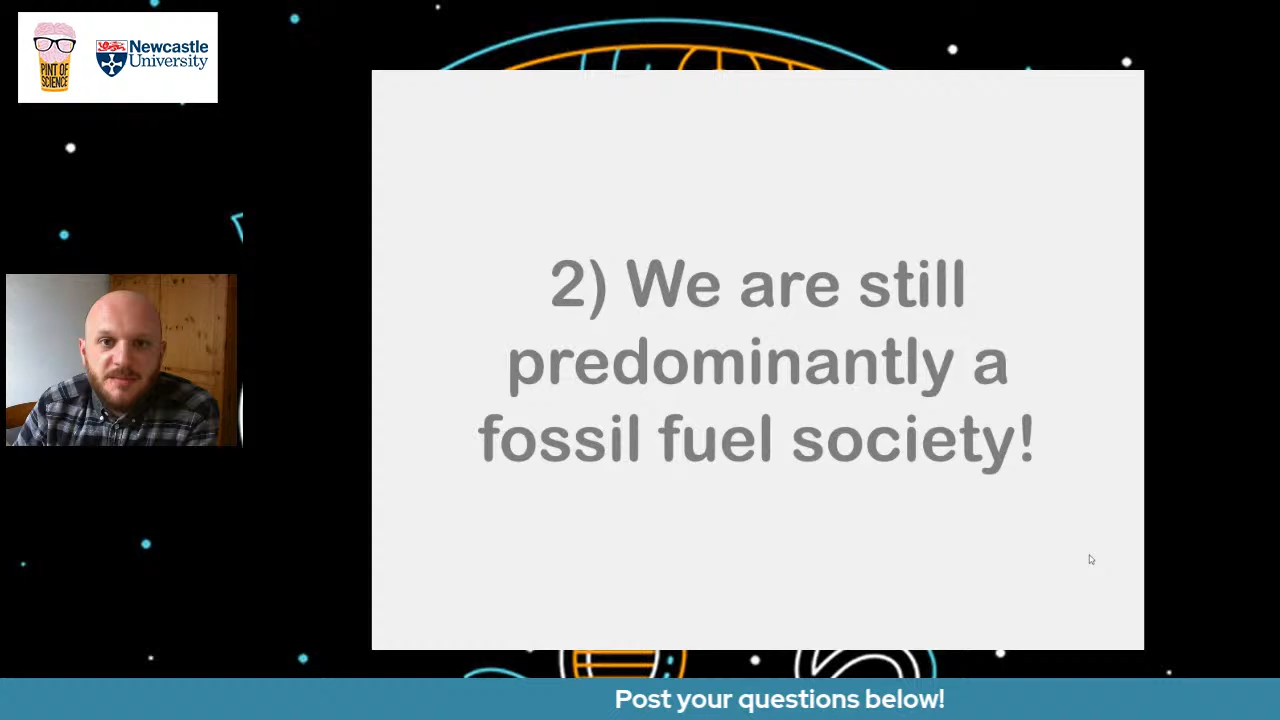 PINT OF
SCIENCE
Newcastle
University
2) We are still
predominantly a
fossil fuel society!
Post your questions below!